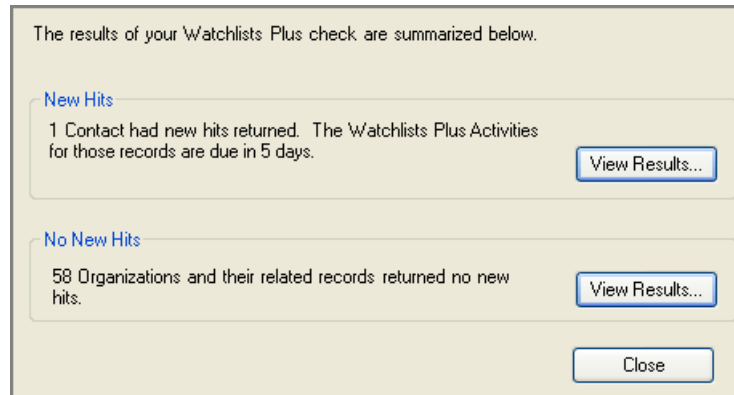 The results of your Watchlists Plus check are summarized below.
New Hits
1 Contact had new hits returned.  The Watchlists Plus Activities
for those records are due in 5 days.
View Results...
No New Hits
58 Organizations and their related records returned no new
hits.
View Results...
Close